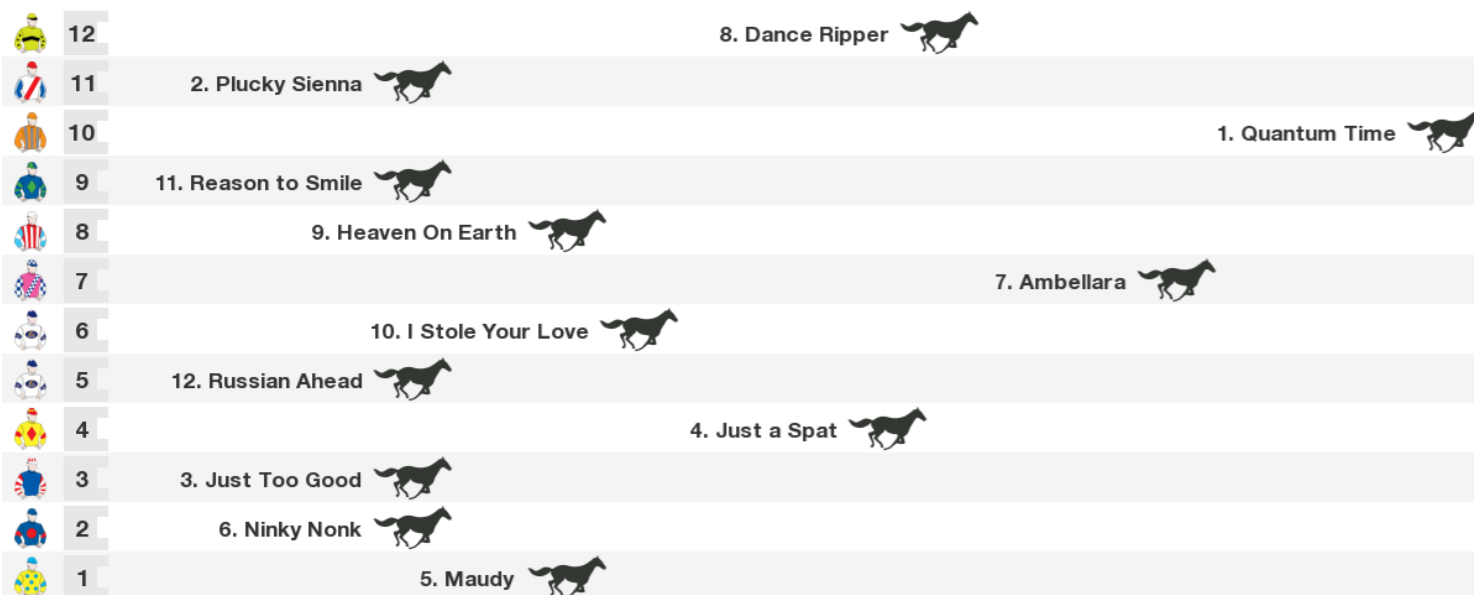 12 8. Dance Ripper
11 2. Plucky Sienna
10 1. Quantum Time
9 11. Reason to Smile
8 9. Heaven On Earth
7 7. Ambellara
6 10. I Stole Your Love
5 12. Russian Ahead
4 4. Just a Spat
3 3. Just Too Good
2 6. Ninky Nonk
1 5. Maudy